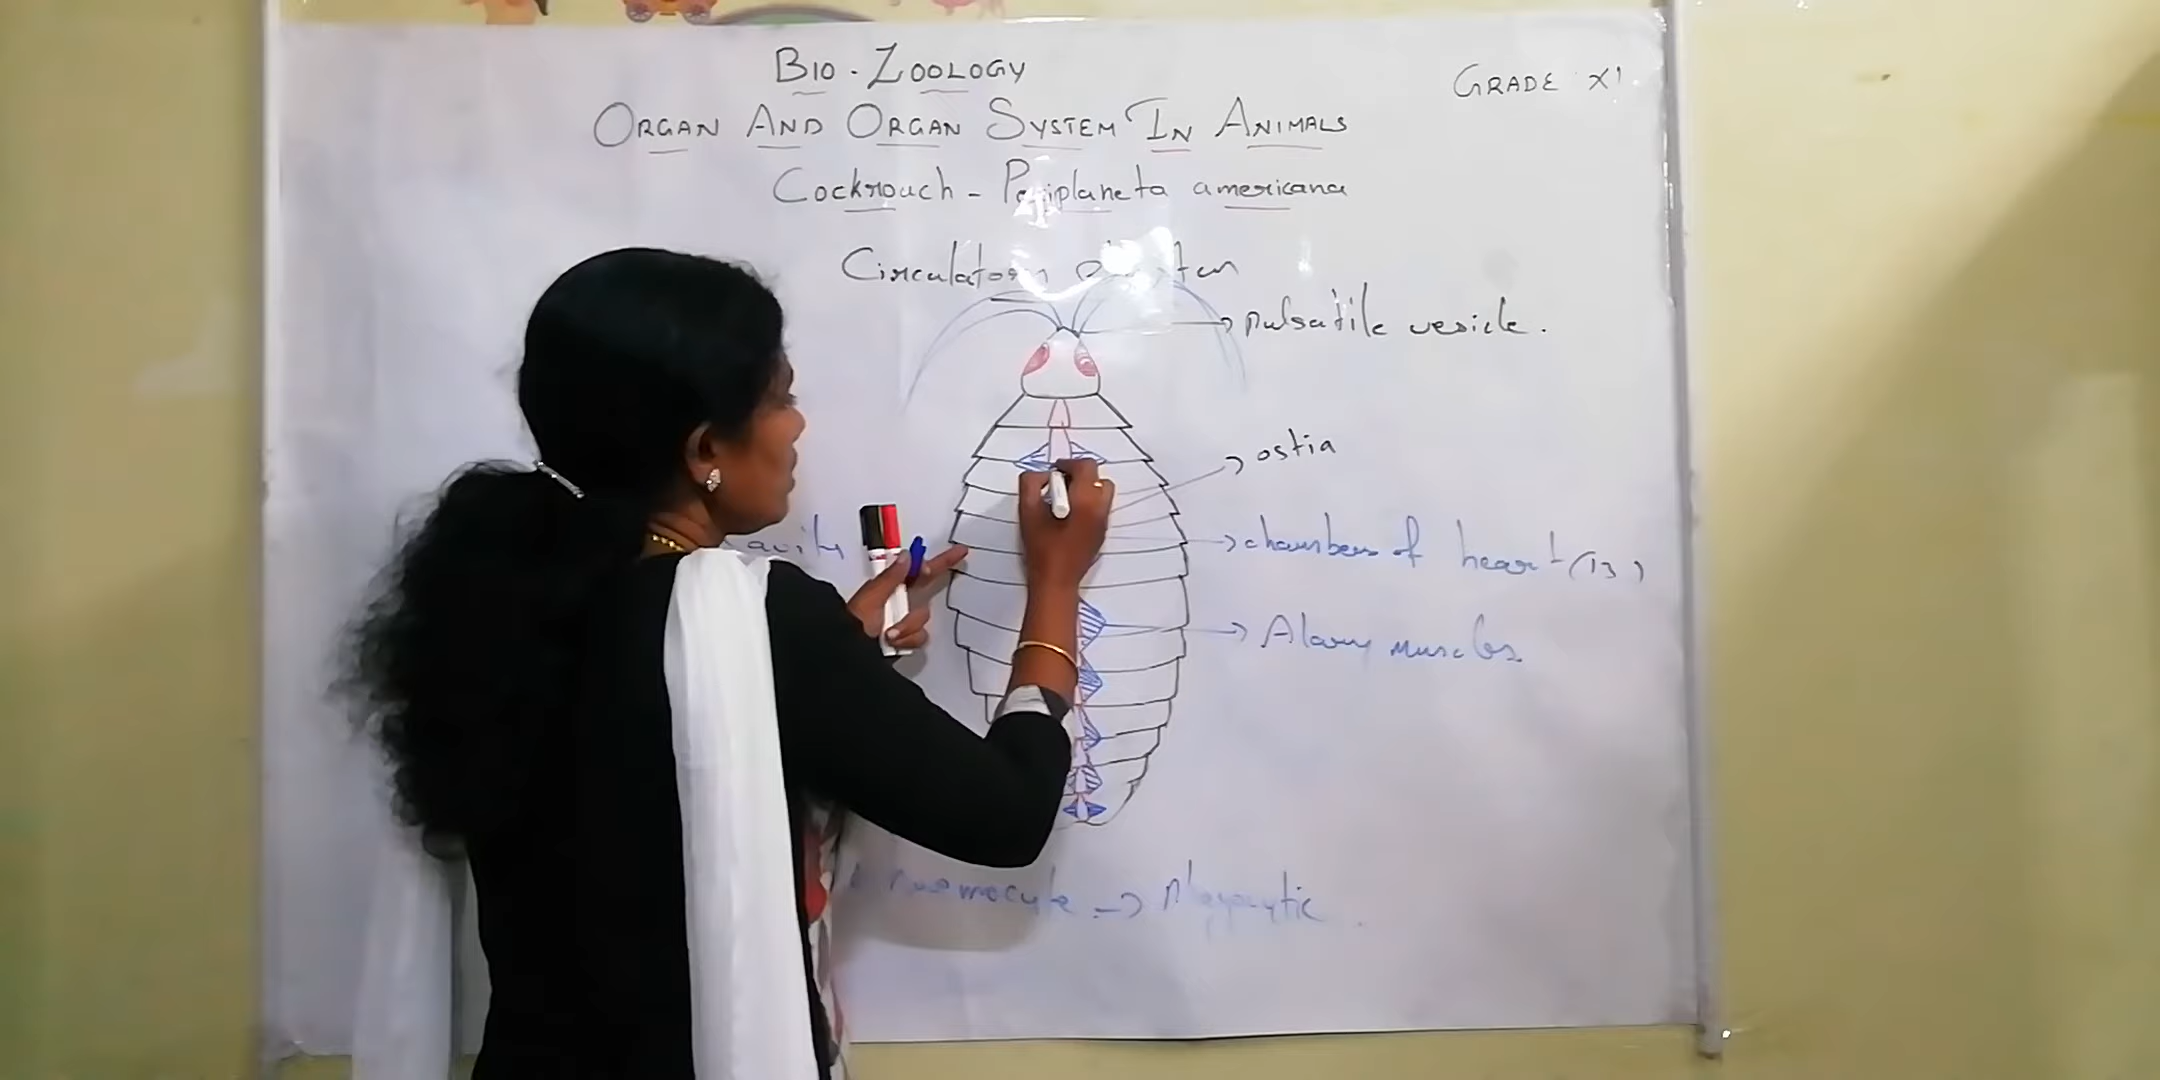 BIO - ZOOLOGY
GRADE XI
ORGAN AND ORGAN SYSTEM IN ANIMALS
Cockroach - Periplaneta americana
Circulatory
pulsatile vesicle.
ostia
chambers of heart (13)
Alary muscles
→ phagocytic.